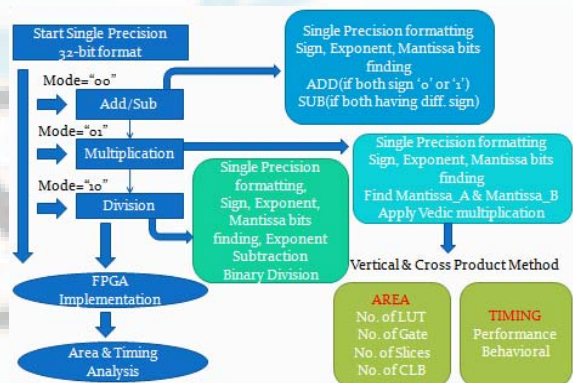 Start Single Precision
32-bit format
Mode="00"
Add/Sub
Mode="01"
Multiplication
Mode="10"
Division
FPGA
Implementation
Area & Timing
Analysis
Single Precision formatting
Sign, Exponent, Mantissa bits
finding
ADD(if both sign '0' or '1')
SUB(if both having diff. sign)
Single Precision
formatting,
Sign, Exponent,
Mantissa bits
finding, Exponent
Subtraction
Binary Division
Single Precision formatting
Sign, Exponent, Mantissa bits
finding
Find Mantissa_A & Mantissa_B
Apply Vedic multiplication
Vertical & Cross Product Method
AREA
No. of LUT
No. of Gate
No. of Slices
No. of CLB
TIMING
Performance
Behavioral